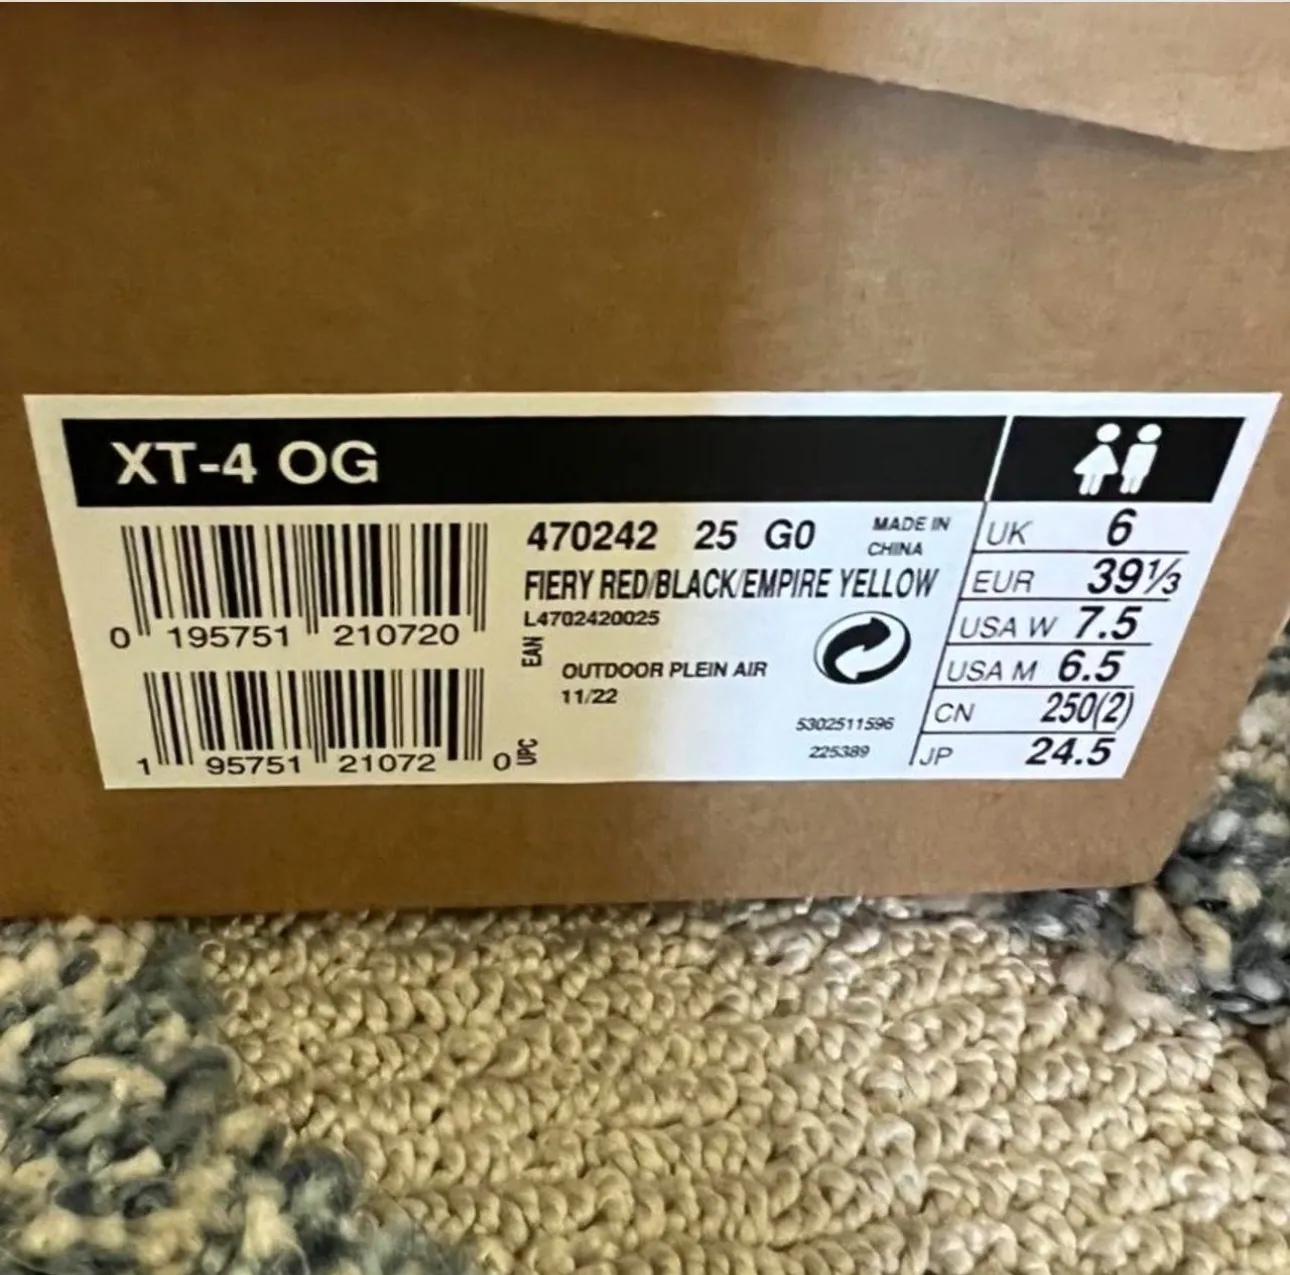 XT-4 OG
0 195751 210720
1 95751 21072 0
EAN
UPC
470242 25 G0
MADE IN
CHINA
FIERY RED/BLACK/EMPIRE YELLOW
L4702420025
OUTDOOR PLEIN AIR
11/22
5302511596
225389
UK 6
EUR 39⅓
USA W 7.5
USA M 6.5
CN 250(2)
JP 24.5